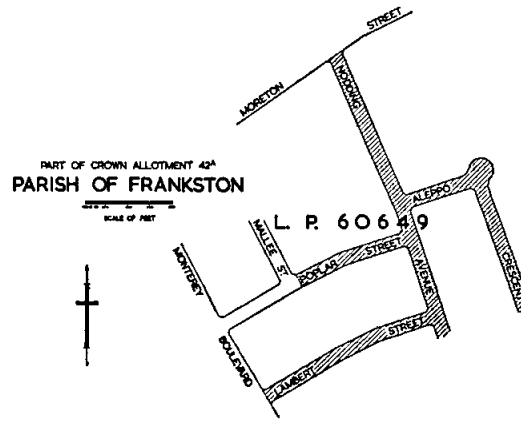 STREET
MORETON
NODDING
PART OF CROWN ALLOTMENT 42A
PARISH OF FRANKSTON
SCALE OF FEET
ALEPPO
L. P. 60649
MALLEE ST.
MONTEREY
POPLAR
STREET
AVENUE
CRESCENT
STREET
BOULEVARD
LAMBERT